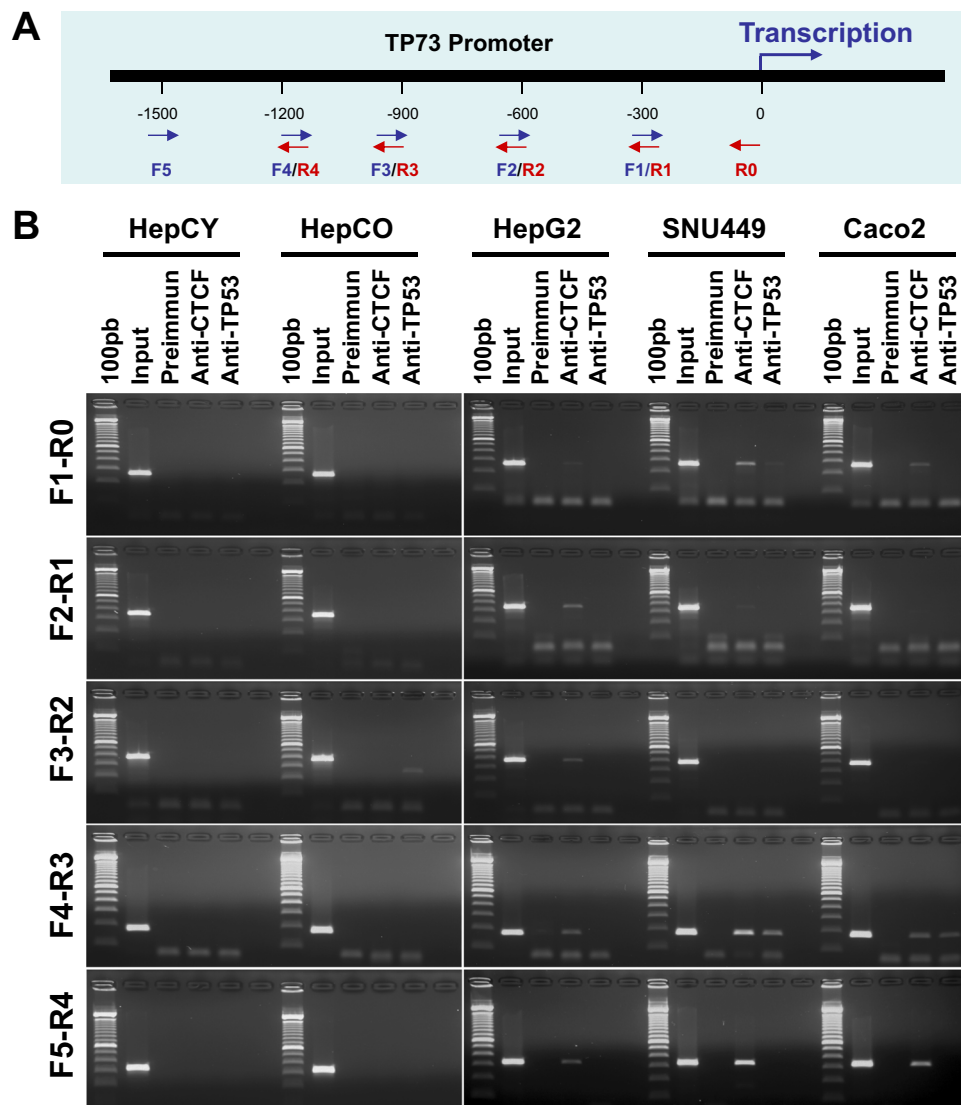 A
TP73 Promoter
Transcription
-1500 -1200 -900 -600 -300 0
F5 F4/R4 F3/R3 F2/R2 F1/R1 R0
B
HepCY HepCO HepG2 SNU449 Caco2
100pb Input Preimmun Anti-CTCF Anti-TP53 100pb Input Preimmun Anti-CTCF Anti-TP53 100pb Input Preimmun Anti-CTCF Anti-TP53 100pb Input Preimmun Anti-CTCF Anti-TP53 100pb Input Preimmun Anti-CTCF Anti-TP53
F1-R0
F2-R1
F3-R2
F4-R3
F5-R4